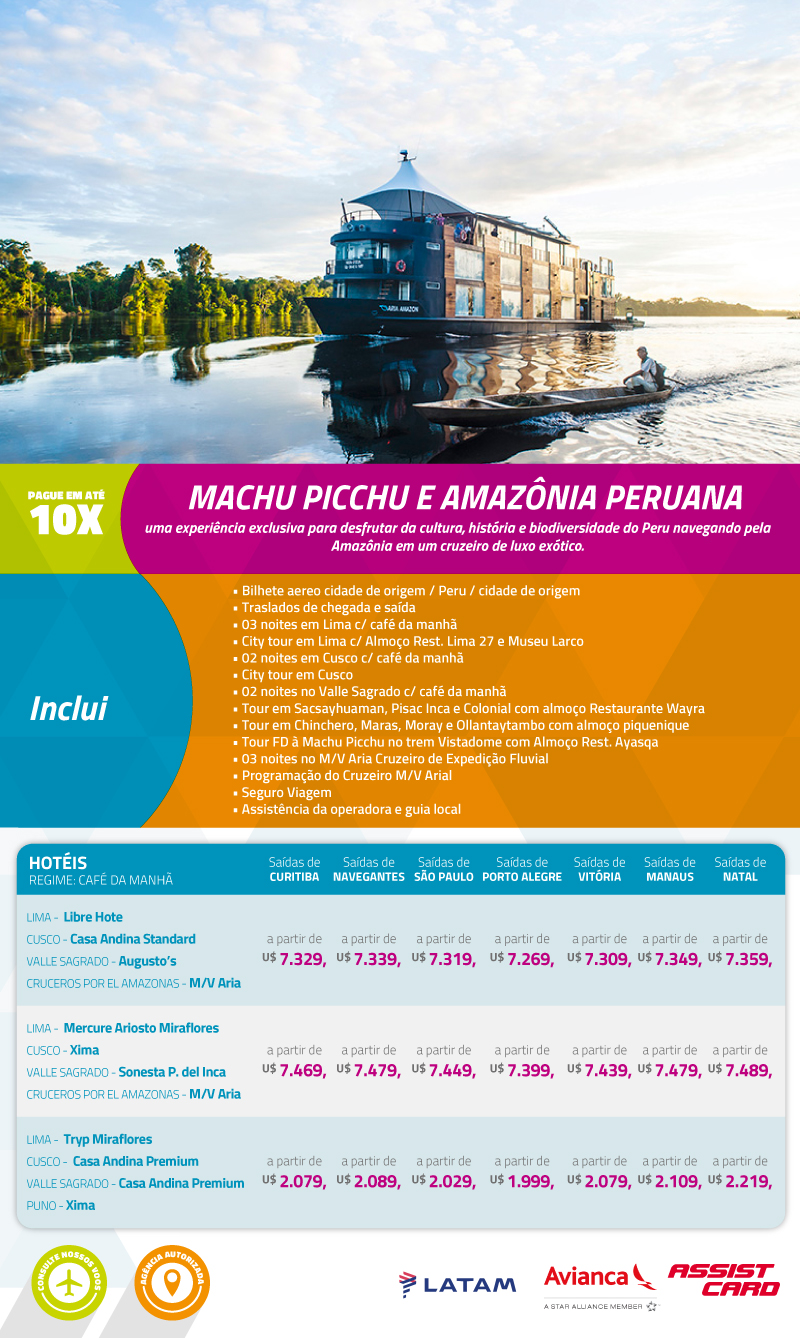 ARIA AMAZON
PAGUE EM ATÉ
10X
MACHU PICCHU E AMAZÔNIA PERUANA
uma experiência exclusiva para desfrutar da cultura, história e biodiversidade do Peru navegando pela
Amazônia em um cruzeiro de luxo exótico.
Inclui
• Bilhete aereo cidade de origem / Peru / cidade de origem
• Traslados de chegada e saída
• 03 noites em Lima c/ café da manhã
• City tour em Lima c/ Almoço Rest. Lima 27 e Museu Larco
• 02 noites em Cusco c/ café da manhã
• City tour em Cusco
• 02 noites no Valle Sagrado c/ café da manhã
• Tour em Sacsayhuaman, Pisac Inca e Colonial com almoço Restaurante Wayra
• Tour em Chinchero, Maras, Moray e Ollantaytambo com almoço piquenique
• Tour FD à Machu Picchu no trem Vistadome com Almoço Rest. Ayasqa
• 03 noites no M/V Aria Cruzeiro de Expedição Fluvial
• Programação do Cruzeiro M/V Arial
• Seguro Viagem
• Assistência da operadora e guia local
HOTÉIS
REGIME: CAFÉ DA MANHÃ
Saídas de Saídas de Saídas de Saídas de Saídas de Saídas de Saídas de
CURITIBA NAVEGANTES SÃO PAULO PORTO ALEGRE VITÓRIA MANAUS NATAL
LIMA - Libre Hote
CUSCO - Casa Andina Standard
VALLE SAGRADO - Augusto's
CRUCEROS POR EL AMAZONAS - M/V Aria
a partir de a partir de a partir de a partir de a partir de a partir de a partir de
U$ 7.329, U$ 7.339, U$ 7.319, U$ 7.269, U$ 7.309, U$ 7.349, U$ 7.359,
LIMA - Mercure Ariosto Miraflores
CUSCO - Xima
VALLE SAGRADO - Sonesta P. del Inca
CRUCEROS POR EL AMAZONAS - M/V Aria
a partir de a partir de a partir de a partir de a partir de a partir de a partir de
U$ 7.469, U$ 7.479, U$ 7.449, U$ 7.399, U$ 7.439, U$ 7.479, U$ 7.489,
LIMA - Tryp Miraflores
CUSCO - Casa Andina Premium
VALLE SAGRADO - Casa Andina Premium
PUNO - Xima
a partir de a partir de a partir de a partir de a partir de a partir de a partir de
U$ 2.079, U$ 2.089, U$ 2.029, U$ 1.999, U$ 2.079, U$ 2.109, U$ 2.219,
CONSULTE NOSSOS VOOS
AGÊNCIA AUTORIZADA
LATAM
Avianca
A STAR ALLIANCE MEMBER
ASSIST
CARD